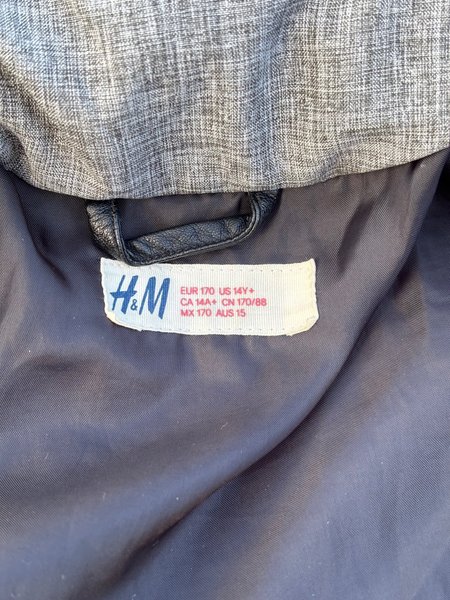 H&M
EUR 170 US 14Y+
CA 14A+ CN 170/88
MX 170 AUS 15